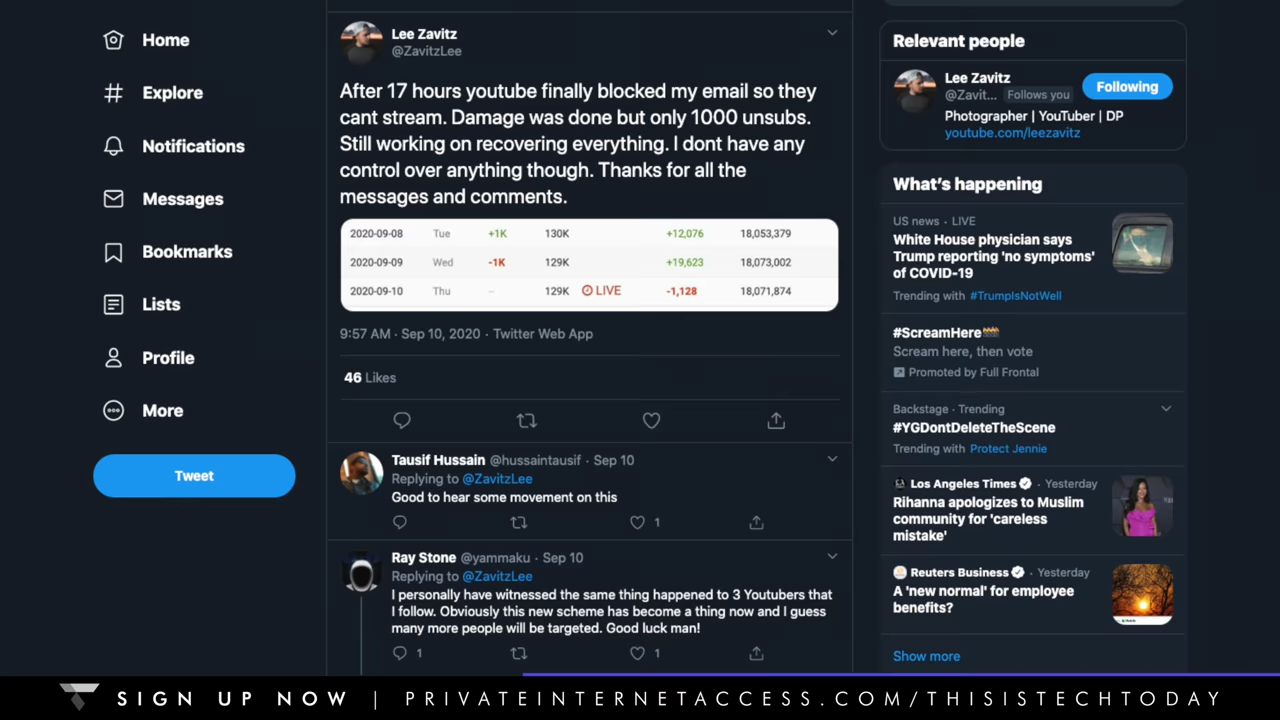 Home
Explore
Notifications
Messages
Bookmarks
Lists
Profile
More
Tweet
Lee Zavitz
@ZavitzLee
After 17 hours youtube finally blocked my email so they
cant stream. Damage was done but only 1000 unsubs.
Still working on recovering everything. I dont have any
control over anything though. Thanks for all the
messages and comments.
2020-09-08 Tue +1K 130K +12,076 18,053,379
2020-09-09 Wed -1K 129K +19,623 18,073,002
2020-09-10 Thu -- 129K LIVE -1,128 18,071,874
9:57 AM · Sep 10, 2020 · Twitter Web App
46 Likes
Tausif Hussain @hussaintausif · Sep 10
Replying to @ZavitzLee
Good to hear some movement on this
1
Ray Stone @yammaku · Sep 10
Replying to @ZavitzLee
I personally have witnessed the same thing happened to 3 Youtubers that
I follow. Obviously this new scheme has become a thing now and I guess
many more people will be targeted. Good luck man!
1 1
Relevant people
Lee Zavitz
@Zavit... Follows you
Following
Photographer | YouTuber | DP
youtube.com/leezavitz
What's happening
US news · LIVE
White House physician says
Trump reporting 'no symptoms'
of COVID-19
Trending with #TrumpIsNotWell
#ScreamHere
Scream here, then vote
Promoted by Full Frontal
Backstage · Trending
#YGDontDeleteTheScene
Trending with Protect Jennie
Los Angeles Times · Yesterday
Rihanna apologizes to Muslim
community for 'careless
mistake'
Reuters Business · Yesterday
A 'new normal' for employee
benefits?
Show more
SIGN UP NOW | PRIVATEINTERNETACCESS.COM/THISISTECHTODAY